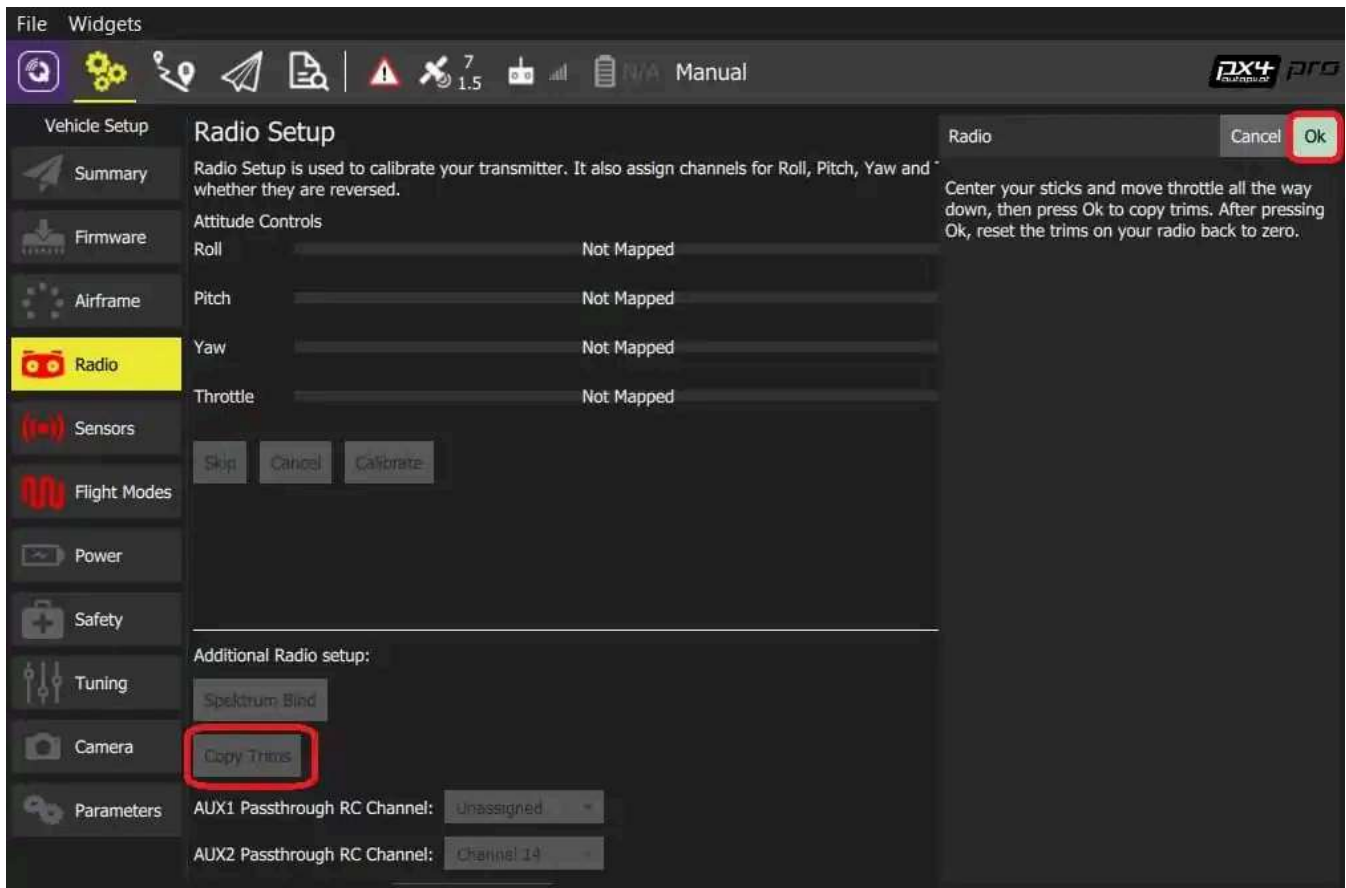 File Widgets
7
1.5
N/A
Manual
px4 pro
autopilot
Vehicle Setup
Summary
Firmware
Airframe
Radio
Sensors
Flight Modes
Power
Safety
Tuning
Camera
Parameters
Radio Setup
Radio Setup is used to calibrate your transmitter. It also assign channels for Roll, Pitch, Yaw and
whether they are reversed.
Attitude Controls
Roll Not Mapped
Pitch Not Mapped
Yaw Not Mapped
Throttle Not Mapped
Skip Cancel Calibrate
Additional Radio setup:
Spektrum Bind
Copy Trims
AUX1 Passthrough RC Channel: Unassigned
AUX2 Passthrough RC Channel: Channel 14
Radio Cancel Ok
Center your sticks and move throttle all the way
down, then press Ok to copy trims. After pressing
Ok, reset the trims on your radio back to zero.